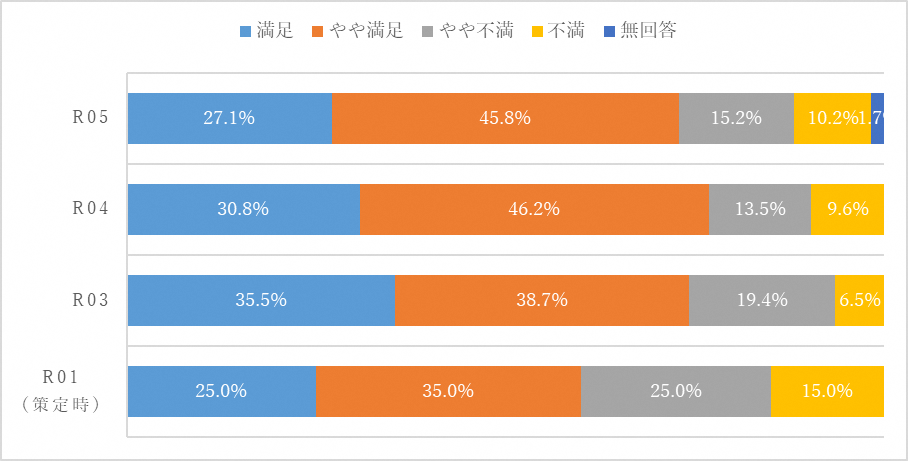 満足 やや満足 やや不満 不満 無回答
R05 27.1% 45.8% 15.2% 10.2% 1.7%
R04 30.8% 46.2% 13.5% 9.6%
R03 35.5% 38.7% 19.4% 6.5%
R01 25.0% 35.0% 25.0% 15.0%
（策定時）